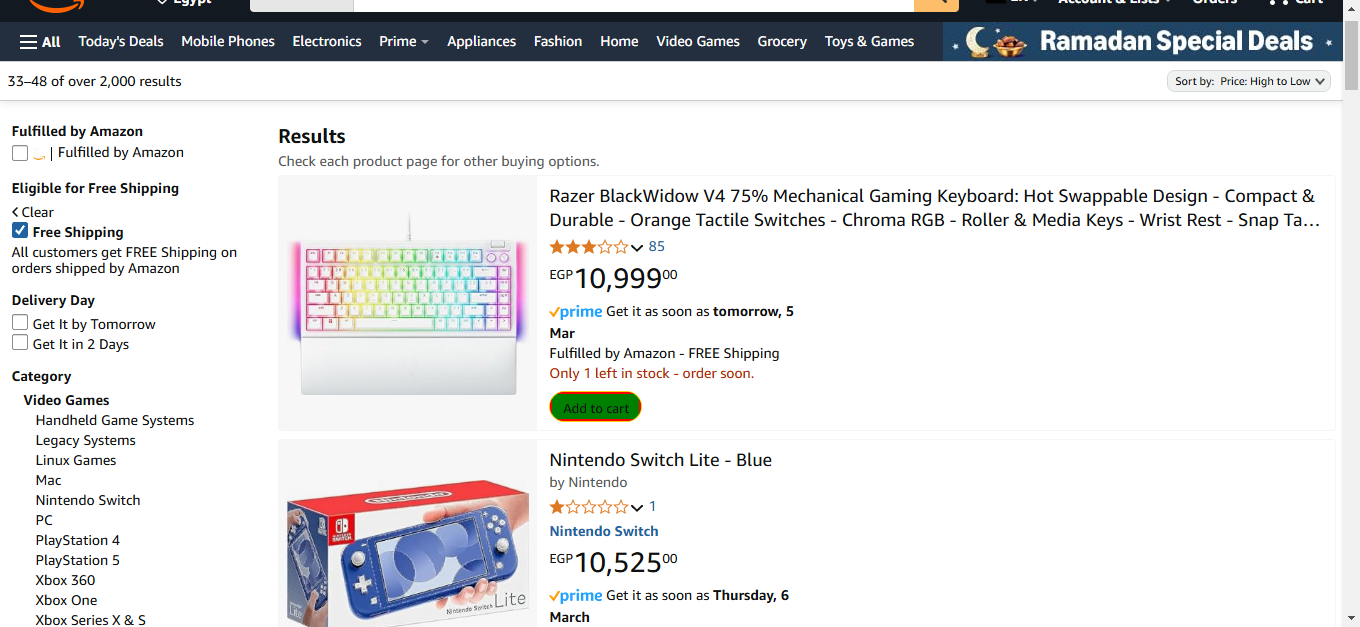 Egypt
EN
Account & Lists
Orders
Cart
All
Today's Deals
Mobile Phones
Electronics
Prime
Appliances
Fashion
Home
Video Games
Grocery
Toys & Games
Ramadan Special Deals
33–48 of over 2,000 results
Sort by: Price: High to Low
Fulfilled by Amazon
| Fulfilled by Amazon
Eligible for Free Shipping
Clear
Free Shipping
All customers get FREE Shipping on
orders shipped by Amazon
Delivery Day
Get It by Tomorrow
Get It in 2 Days
Category
Video Games
Handheld Game Systems
Legacy Systems
Linux Games
Mac
Nintendo Switch
PC
PlayStation 4
PlayStation 5
Xbox 360
Xbox One
Xbox Series X & S
Results
Check each product page for other buying options.
Razer BlackWidow V4 75% Mechanical Gaming Keyboard: Hot Swappable Design - Compact &
Durable - Orange Tactile Switches - Chroma RGB - Roller & Media Keys - Wrist Rest - Snap Ta…
85
EGP10,99900
prime Get it as soon as tomorrow, 5
Mar
Fulfilled by Amazon - FREE Shipping
Only 1 left in stock - order soon.
Add to cart
NINTENDO
SWITCH
Lite
Nintendo Switch Lite
Nintendo Switch Lite - Blue
by Nintendo
1
Nintendo Switch
EGP10,52500
prime Get it as soon as Thursday, 6
March